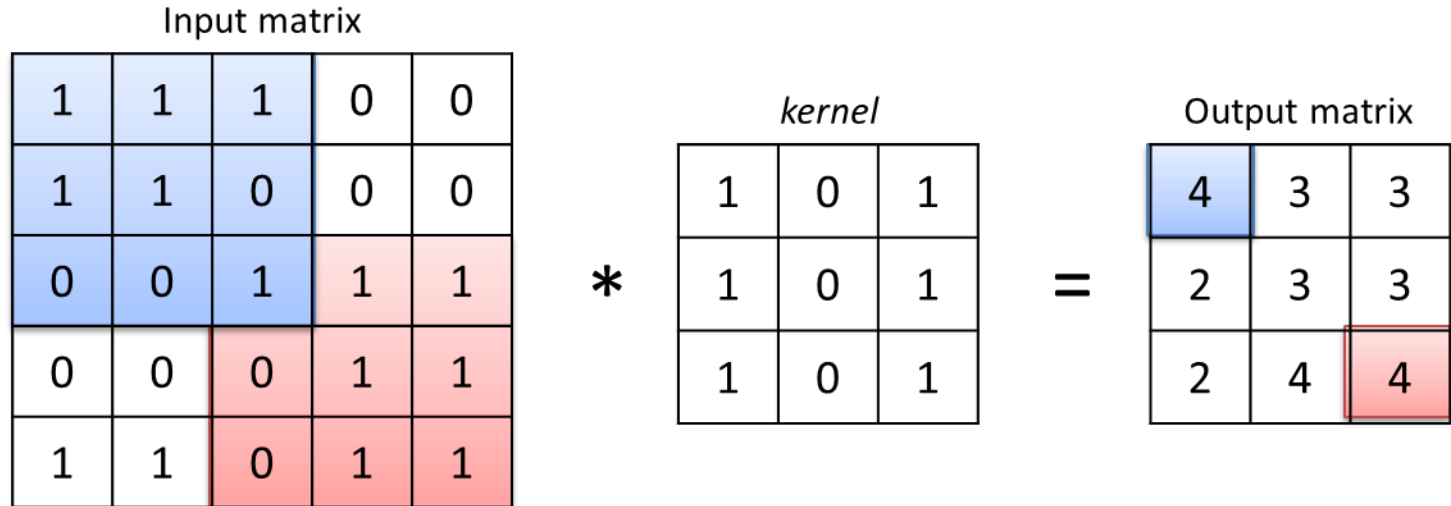 Input matrix
1 1 1 0 0
1 1 0 0 0
0 0 1 1 1
0 0 0 1 1
1 1 0 1 1
*
kernel
1 0 1
1 0 1
1 0 1
=
Output matrix
4 3 3
2 3 3
2 4 4